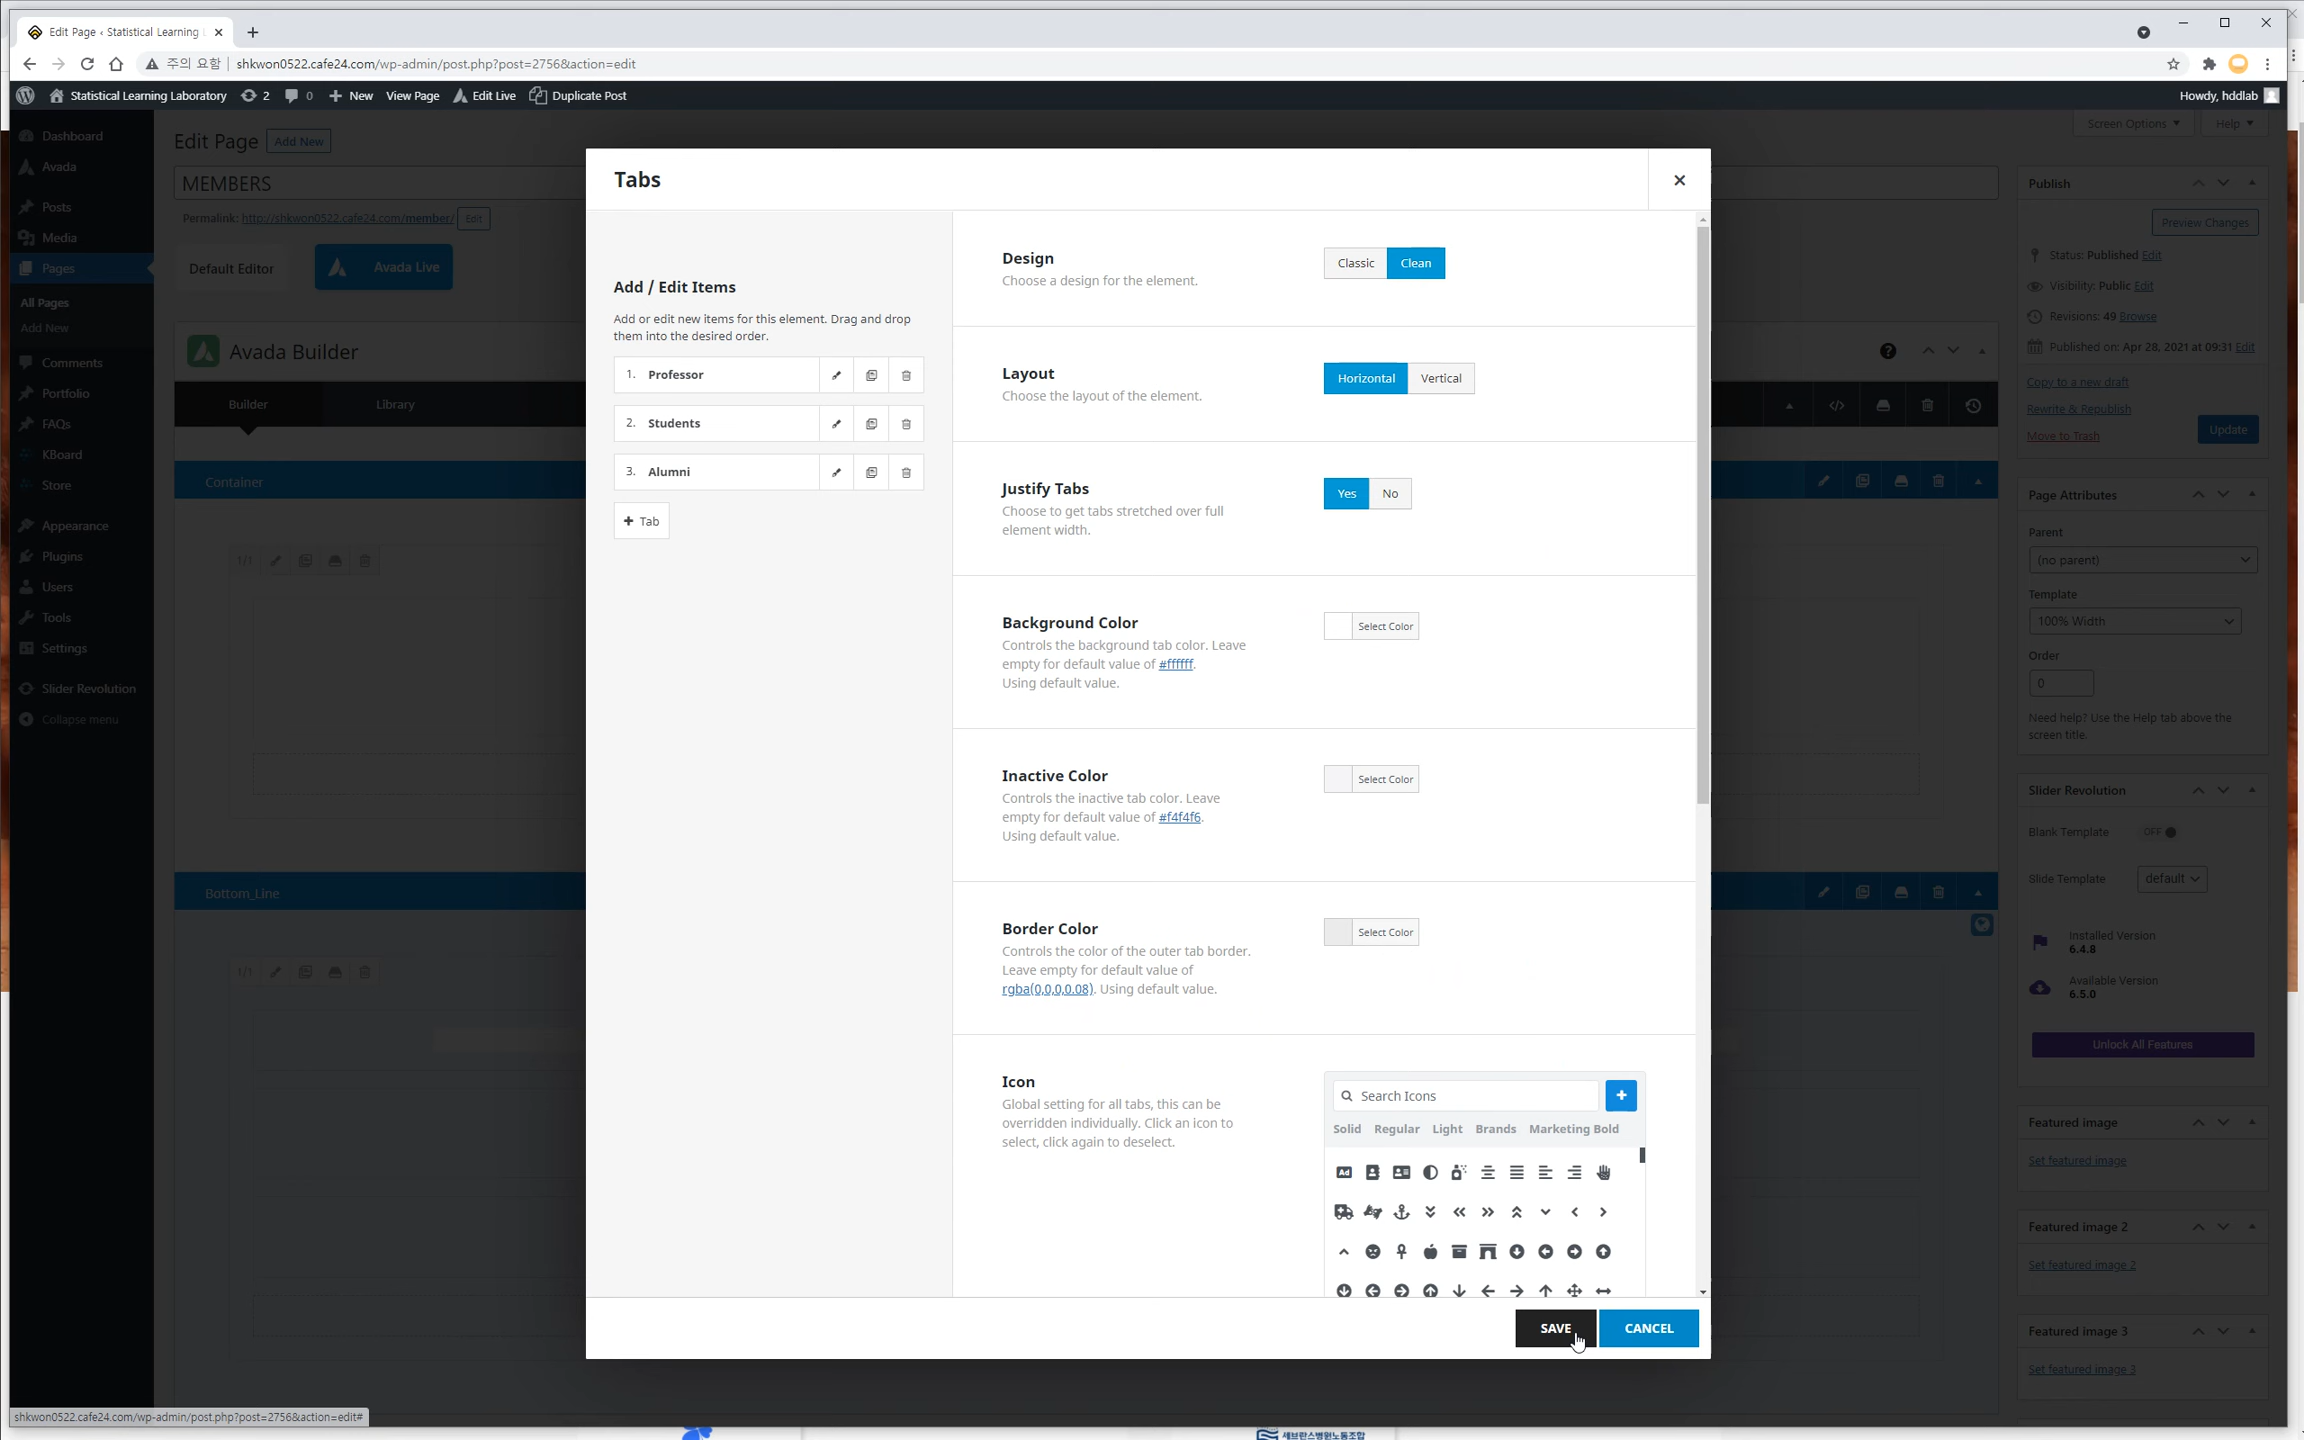 Edit Page ‹ Statistical Learning
주의 요함
shkwon0522.cafe24.com/wp-admin/post.php?post=2756&action=edit
Statistical Learning Laboratory 2 0 New View Page Edit Live Duplicate Post
Howdy, hddlab
Screen Options Help
Dashboard
Avada
Posts
Media
Pages
All Pages
Add New
Comments
Portfolio
FAQs
KBoard
Store
Appearance
Plugins
Users
Tools
Settings
Slider Revolution
Collapse menu
Edit Page Add New
MEMBERS
Permalink: http://shkwon0522.cafe24.com/member/ Edit
Default Editor Avada Live
Avada Builder
Builder Library
Container
1/1
Bottom_Line
1/1
Tabs
Add / Edit Items
Add or edit new items for this element. Drag and drop
them into the desired order.
1. Professor
2. Students
3. Alumni
+ Tab
Design
Choose a design for the element.
Classic Clean
Layout
Choose the layout of the element.
Horizontal Vertical
Justify Tabs
Choose to get tabs stretched over full
element width.
Yes No
Background Color
Controls the background tab color. Leave
empty for default value of #ffffff.
Using default value.
Select Color
Inactive Color
Controls the inactive tab color. Leave
empty for default value of #f4f4f6.
Using default value.
Select Color
Border Color
Controls the color of the outer tab border.
Leave empty for default value of
rgba(0,0,0,0.08). Using default value.
Select Color
Icon
Global setting for all tabs, this can be
overridden individually. Click an icon to
select, click again to deselect.
Search Icons
Solid Regular Light Brands Marketing Bold
Ad
SAVE CANCEL
Publish
Preview Changes
Status: Published Edit
Visibility: Public Edit
Revisions: 49 Browse
Published on: Apr 28, 2021 at 09:31 Edit
Copy to a new draft
Rewrite & Republish
Move to Trash
Update
Page Attributes
Parent
(no parent)
Template
100% Width
Order
0
Need help? Use the Help tab above the
screen title.
Slider Revolution
Blank Template OFF
Slide Template default
Installed Version
6.4.8
Available Version
6.5.0
Unlock All Features
Featured image
Set featured image
Featured image 2
Set featured image 2
Featured image 3
Set featured image 3
shkwon0522.cafe24.com/wp-admin/post.php?post=2756&action=edit#
세브란스병원노동조합